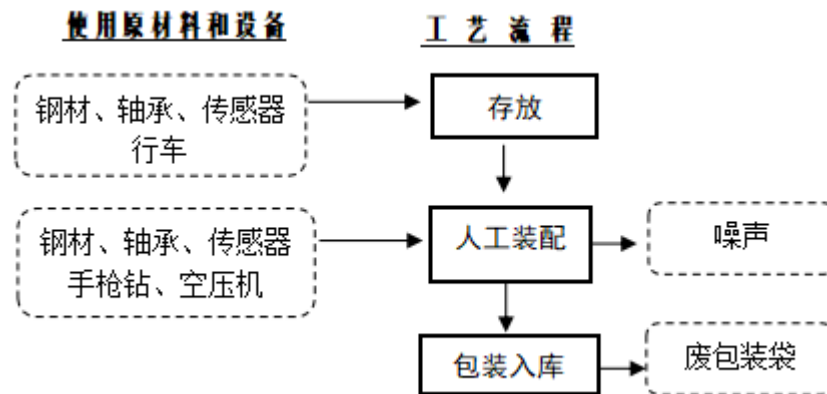 使用原材料和设备
工 艺 流 程
钢材、轴承、传感器
行车
存放
钢材、轴承、传感器
手枪钻、空压机
人工装配
噪声
包装入库
废包装袋